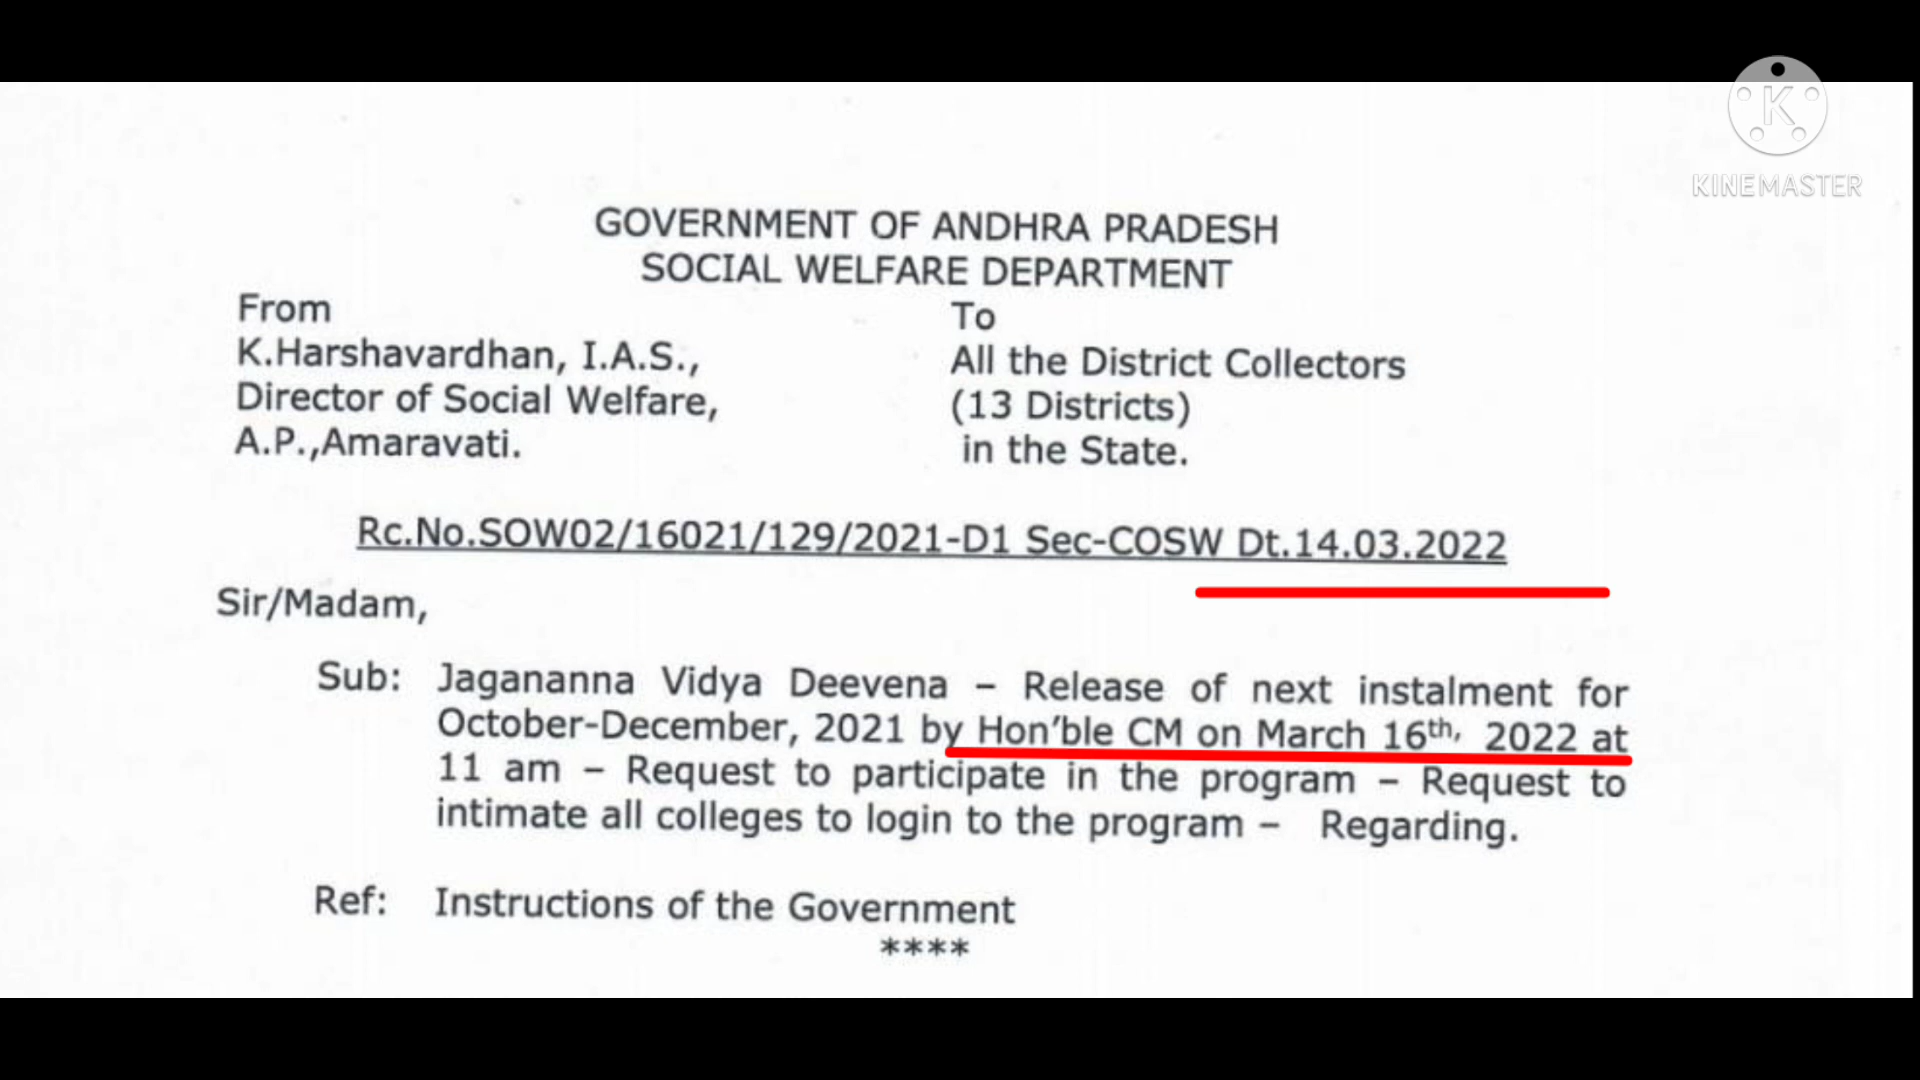 KINEMASTER
GOVERNMENT OF ANDHRA PRADESH
SOCIAL WELFARE DEPARTMENT
From
K.Harshavardhan, I.A.S.,
Director of Social Welfare,
A.P.,Amaravati.
To
All the District Collectors
(13 Districts)
in the State.
Rc.No.SOW02/16021/129/2021-D1 Sec-COSW Dt.14.03.2022
Sir/Madam,
Sub: Jagananna Vidya Deevena – Release of next instalment for
October-December, 2021 by Hon'ble CM on March 16th, 2022 at
11 am – Request to participate in the program – Request to
intimate all colleges to login to the program – Regarding.
Ref: Instructions of the Government
****